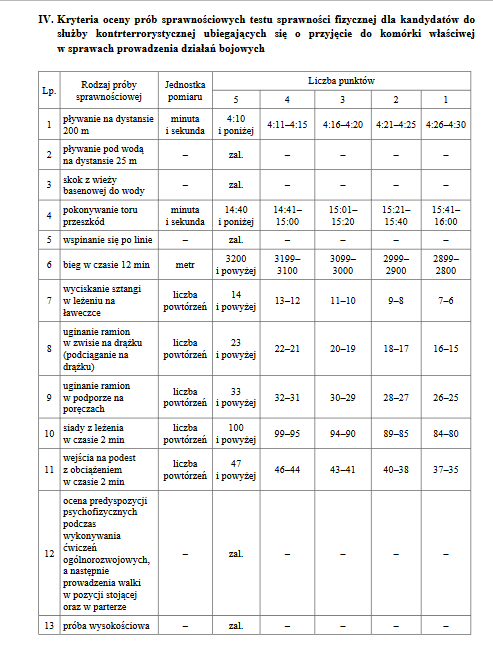 IV. Kryteria oceny prób sprawnościowych testu sprawności fizycznej dla kandydatów do
służby kontrterrorystycznej ubiegających się o przyjęcie do komórki właściwej
w sprawach prowadzenia działań bojowych
Lp.
Rodzaj próby
sprawnościowej
Jednostka
pomiaru
Liczba punktów
5 4 3 2 1
1 pływanie na dystansie
200 m
minuta
i sekunda
4:10
i poniżej
4:11–4:15 4:16–4:20 4:21–4:25 4:26–4:30
2 pływanie pod wodą
na dystansie 25 m
– zal. – – – –
3 skok z wieży
basenowej do wody
– zal. – – – –
4 pokonywanie toru
przeszkód
minuta
i sekunda
14:40
i poniżej
14:41–
15:00
15:01–
15:20
15:21–
15:40
15:41–
16:00
5 wspinanie się po linie – zal. – – – –
6 bieg w czasie 12 min metr
3200
i powyżej
3199–
3100
3099–
3000
2999–
2900
2899–
2800
7 wyciskanie sztangi
w leżeniu na
ławeczce
liczba
powtórzeń
14
i powyżej
13–12 11–10 9–8 7–6
8 uginanie ramion
w zwisie na drążku
(podciąganie na
drążku)
liczba
powtórzeń
23
i powyżej
22–21 20–19 18–17 16–15
9 uginanie ramion
w podporze na
poręczach
liczba
powtórzeń
33
i powyżej
32–31 30–29 28–27 26–25
10 siady z leżenia
w czasie 2 min
liczba
powtórzeń
100
i powyżej
99–95 94–90 89–85 84–80
11 wejścia na podest
z obciążeniem
w czasie 2 min
liczba
powtórzeń
47
i powyżej
46–44 43–41 40–38 37–35
12 ocena predyspozycji
psychofizycznych
podczas
wykonywania
ćwiczeń
ogólnorozwojowych,
a następnie
prowadzenia walki
w pozycji stojącej
oraz w parterze
– zal. – – – –
13 próba wysokościowa – zal. – – – –